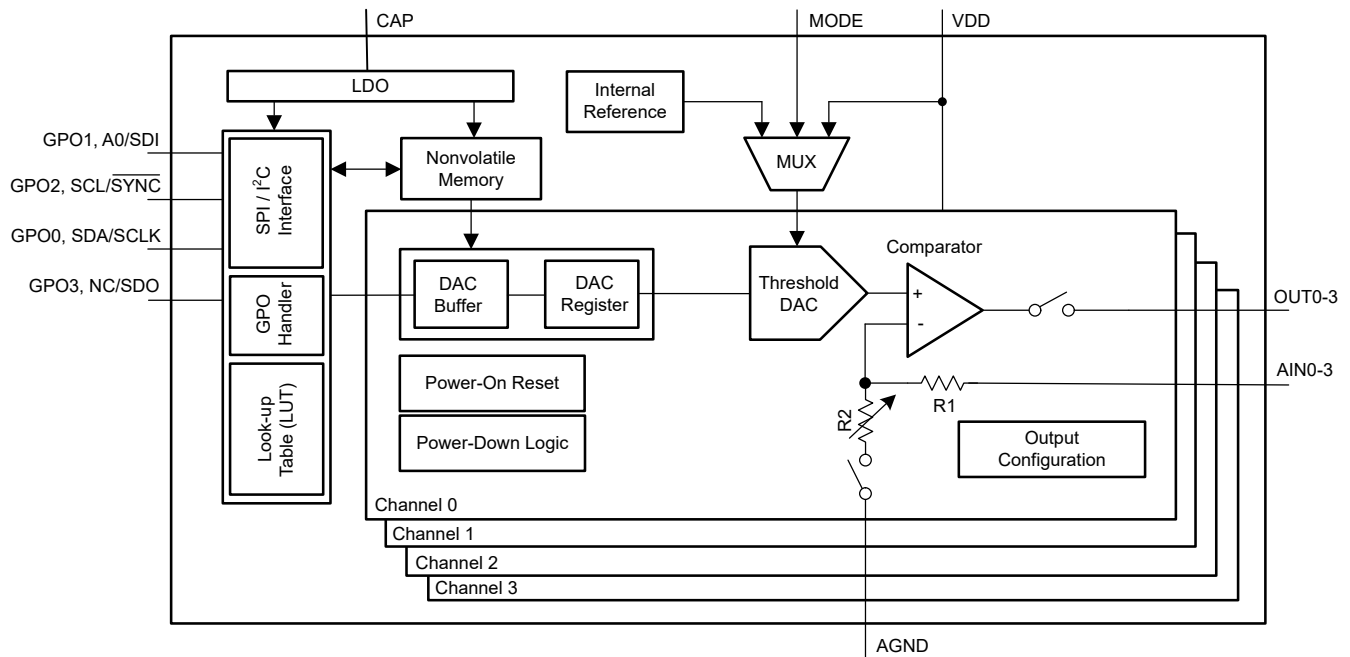 CAP
MODE
VDD
LDO
Internal
Reference
GPO1, A0/SDI
GPO2, SCL/SYNC
GPO0, SDA/SCLK
GPO3, NC/SDO
SPI / I²C
Interface
GPO
Handler
Look-up
Table (LUT)
Nonvolatile
Memory
MUX
DAC
Buffer
DAC
Register
Threshold
DAC
Comparator
+
-
OUT0-3
AIN0-3
R1
R2
Power-On Reset
Power-Down Logic
Output
Configuration
Channel 0
Channel 1
Channel 2
Channel 3
AGND